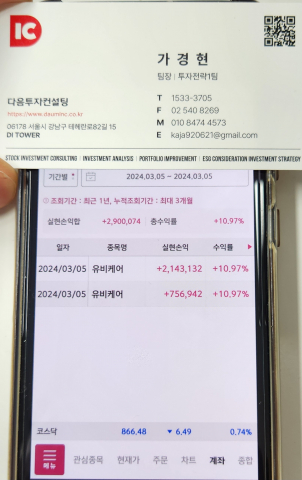 IC
가 경 현
팀장 | 투자전략1팀
다음투자컨설팅
https://www.dauminc.co.kr
06178 서울시 강남구 테헤란로82길 15
DI TOWER
T 1533-3705
F 02 540 8269
M 010 8474 4573
E kaja920621@gmail.com
STOCK INVESTMENT CONSULTING | INVESTMENT ANALYSIS | PORTFOLIO IMPROVEMENT | ESG CONSIDERATION INVESTMENT STRATEGY
기간별 2024,03/05 ~ 2024,03/05
조회기간 : 최근 1년, 누적조회기간 : 최대 3개월
실현손익합 +2,900,074 총수익률 +10.97%
일자 종목명 실현손익 수익률
2024/03/05 유비케어 +2,143,132 +10.97%
2024/03/05 유비케어 +756,942 +10.97%
코스닥 866.48 ▼ 6.49 0.74%
메뉴 관심종목 현재가 주문 차트 계좌 종합